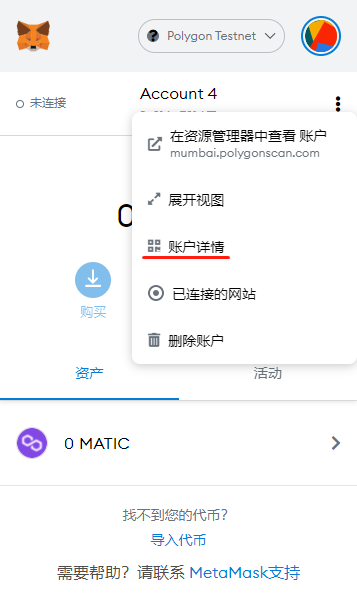 Polygon Testnet
未连接
Account 4
在资源管理器中查看 账户
mumbai.polygonscan.com
展开视图
0
账户详情
已连接的网站
购买
删除账户
资产
活动
0 MATIC
找不到您的代币?
导入代币
需要帮助? 请联系 MetaMask支持